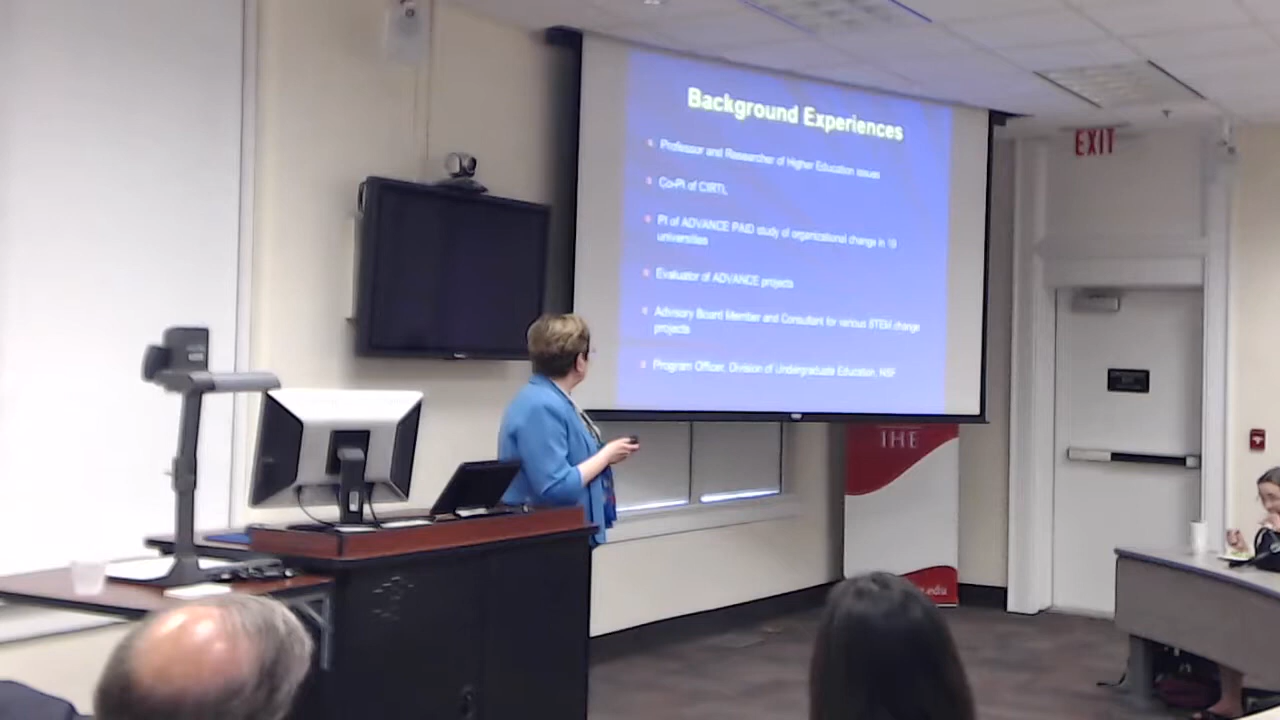 Background Experiences
Professor and Researcher of Higher Education issues
Co-PI of CIRTL
PI of ADVANCE PAID study of organizational change in 19
universities
Evaluator of ADVANCE projects
Advisory Board Member and Consultant for various STEM change
projects
Program Officer, Division of Undergraduate Education, NSF
EXIT
IHE
.edu